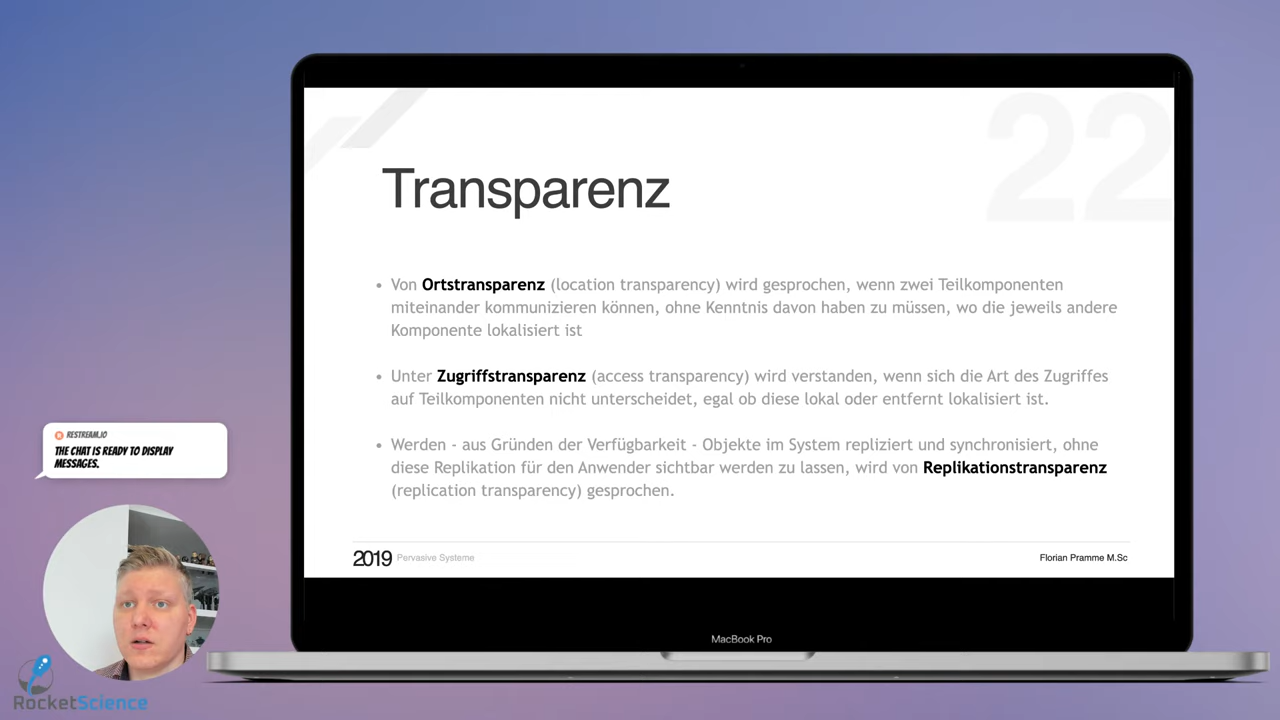 22
Transparenz
• Von Ortstransparenz (location transparency) wird gesprochen, wenn zwei Teilkomponenten
miteinander kommunizieren können, ohne Kenntnis davon haben zu müssen, wo die jeweils andere
Komponente lokalisiert ist
• Unter Zugriffstransparenz (access transparency) wird verstanden, wenn sich die Art des Zugriffes
auf Teilkomponenten nicht unterscheidet, egal ob diese lokal oder entfernt lokalisiert ist.
• Werden - aus Gründen der Verfügbarkeit - Objekte im System repliziert und synchronisiert, ohne
diese Replikation für den Anwender sichtbar werden zu lassen, wird von Replikationstransparenz
(replication transparency) gesprochen.
2019 Pervasive Systeme
Florian Pramme M.Sc
MacBook Pro
RESTREAM.IO
THE CHAT IS READY TO DISPLAY
MESSAGES.
RocketScience